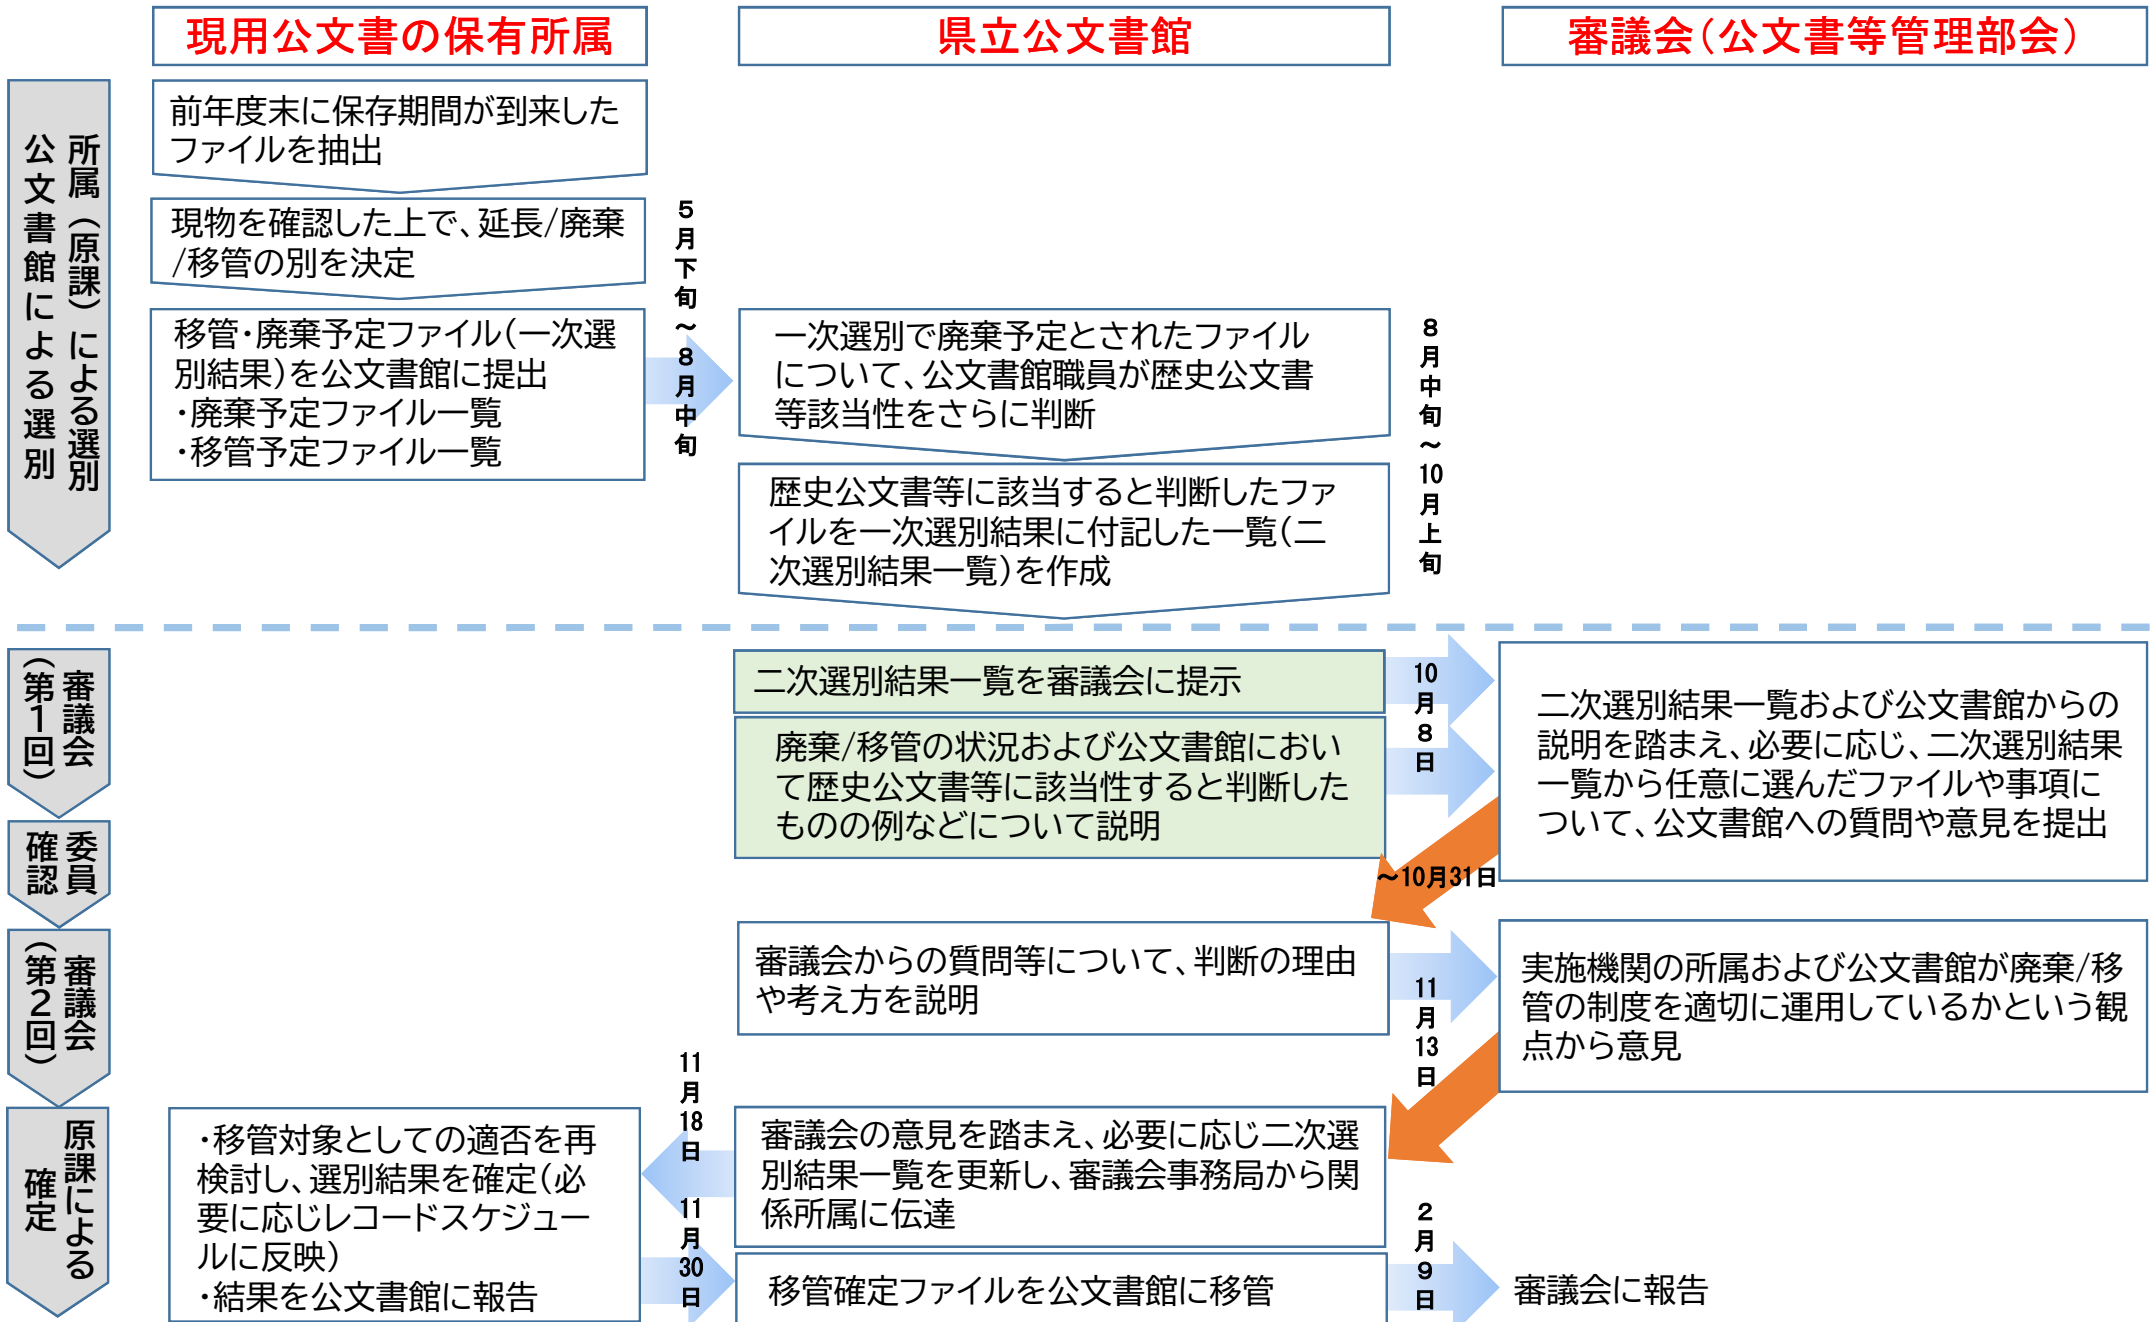 現用公文書の保有所属
県立公文書館
審議会（公文書等管理部会）
所属（原課）による選別
公文書館による選別
前年度末に保存期間が到来した
ファイルを抽出
現物を確認した上で、延長/廃棄
/移管の別を決定
移管・廃棄予定ファイル（一次選
別結果）を公文書館に提出
・廃棄予定ファイル一覧
・移管予定ファイル一覧
５月下旬～８月中旬
一次選別で廃棄予定とされたファイル
について、公文書館職員が歴史公文書
等該当性をさらに判断
歴史公文書等に該当すると判断したファ
イルを一次選別結果に付記した一覧（二
次選別結果一覧）を作成
８月中旬～10月上旬
審議会
（第１回）
二次選別結果一覧を審議会に提示
廃棄/移管の状況および公文書館におい
て歴史公文書等に該当性すると判断した
ものの例などについて説明
10月８日
二次選別結果一覧および公文書館からの
説明を踏まえ、必要に応じ、二次選別結果
一覧から任意に選んだファイルや事項に
ついて、公文書館への質問や意見を提出
委員
確認
～10月31日
審議会
（第２回）
審議会からの質問等について、判断の理由
や考え方を説明
11月13日
実施機関の所属および公文書館が廃棄/移
管の制度を適切に運用しているかという観
点から意見
原課による
確定
審議会の意見を踏まえ、必要に応じ二次選
別結果一覧を更新し、審議会事務局から関
係所属に伝達
11月18日
・移管対象としての適否を再
検討し、選別結果を確定（必
要に応じレコードスケジュー
ルに反映）
・結果を公文書館に報告
11月30日
移管確定ファイルを公文書館に移管
２月９日
審議会に報告